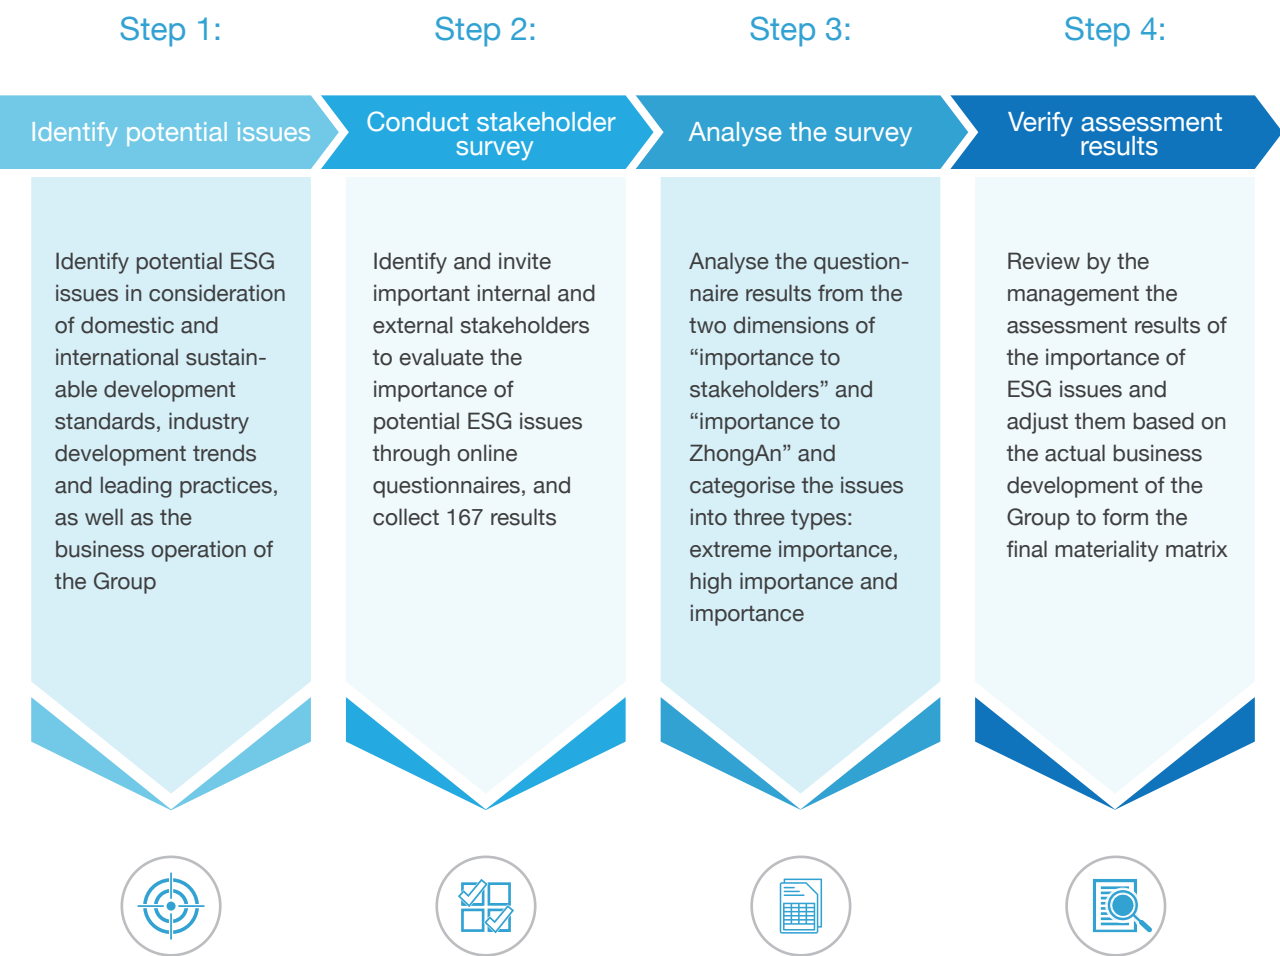 Step 1:
Identify potential issues
Identify potential ESG
issues in consideration
of domestic and
international sustain-
able development
standards, industry
development trends
and leading practices,
as well as the
business operation of
the Group
Step 2:
Conduct stakeholder
survey
Identify and invite
important internal and
external stakeholders
to evaluate the
importance of
potential ESG issues
through online
questionnaires, and
collect 167 results
Step 3:
Analyse the survey
Analyse the question-
naire results from the
two dimensions of
“importance to
stakeholders” and
“importance to
ZhongAn” and
categorise the issues
into three types:
extreme importance,
high importance and
importance
Step 4:
Verify assessment
results
Review by the
management the
assessment results of
the importance of
ESG issues and
adjust them based on
the actual business
development of the
Group to form the
final materiality matrix